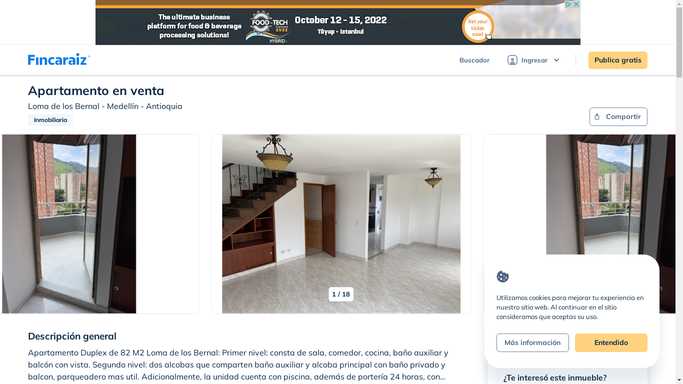 The ultimate business
platform for food & beverage
processing solutions!
FOOD-TECH
HYBRID
October 12 - 15, 2022
Tüyap - Istanbul
Get your
ticket
now!
Fincaraiz
Buscador
Ingresar
Publica gratis
Apartamento en venta
Loma de los Bernal - Medellín - Antioquia
Inmobiliaria
Compartir
1 / 18
Utilizamos cookies para mejorar tu experiencia en
nuestro sitio web. Al continuar en el sitio
consideramos que aceptas su uso.
Más información
Entendido
Descripción general
Apartamento Duplex de 82 M2 Loma de los Bernal: Primer nivel: consta de sala, comedor, cocina, baño auxiliar y
balcón con vista. Segundo nivel: dos alcobas que comparten baño auxiliar y alcoba principal con baño privado y
balcon, parqueadero mas util. Adicionalmente, la unidad cuenta con piscina, además de portería 24 horas, con...
¿Te interesó este inmueble?